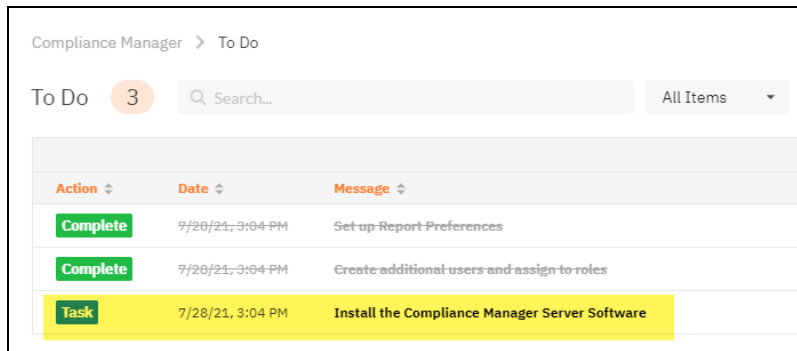 Compliance Manager > To Do
To Do 3 Search... All Items
Action Date Message
Complete 7/28/21, 3:04 PM Set up Report Preferences
Complete 7/28/21, 3:04 PM Create additional users and assign to roles
Task 7/28/21, 3:04 PM Install the Compliance Manager Server Software